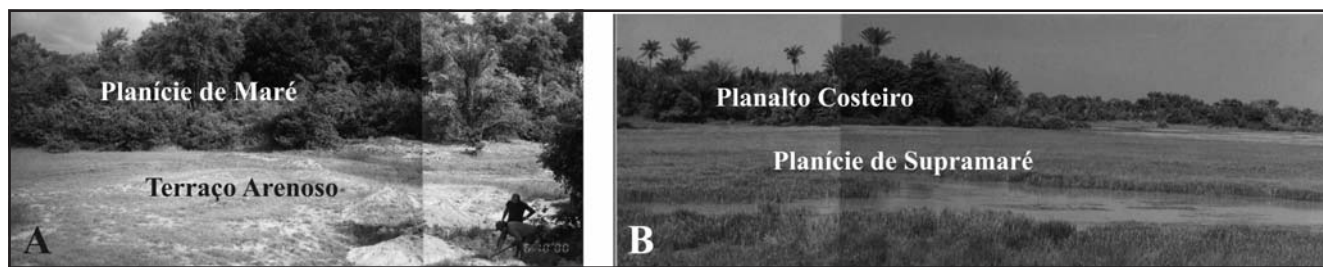 Planície de Maré
Terraço Arenoso
A
Planalto Costeiro
Planície de Supramaré
B